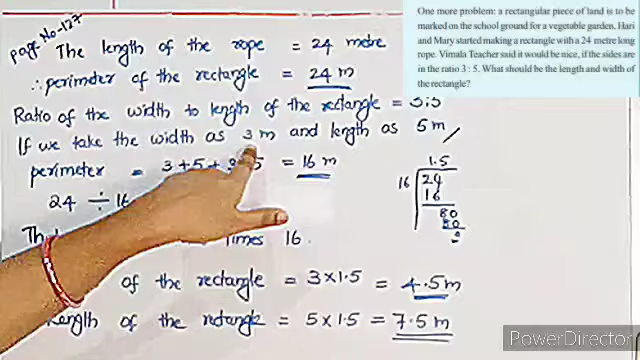 One more problem: a rectangular piece of land is to be
marked on the school ground for a vegetable garden. Hari
and Mary started making a rectangle with a 24 metre long
rope. Vimala Teacher said it would be nice, if the sides are
in the ratio 3 : 5. What should be the length and width of
the rectangle?
page No-127
The length of the rope = 24 metre
∴ perimeter of the rectangle = 24 m
Ratio of the width to length of the rectangle = 3:5
If we take the width as 3 m and length as 5 m
perimeter = 3 + 5 + 5 = 16 m
24 ÷ 16
times 16.
of the rectangle = 3 × 1.5 = 4.5 m
Length of the rectangle = 5 × 1.5 = 7.5 m
1.5
16 24
16
80
80
0
PowerDirector